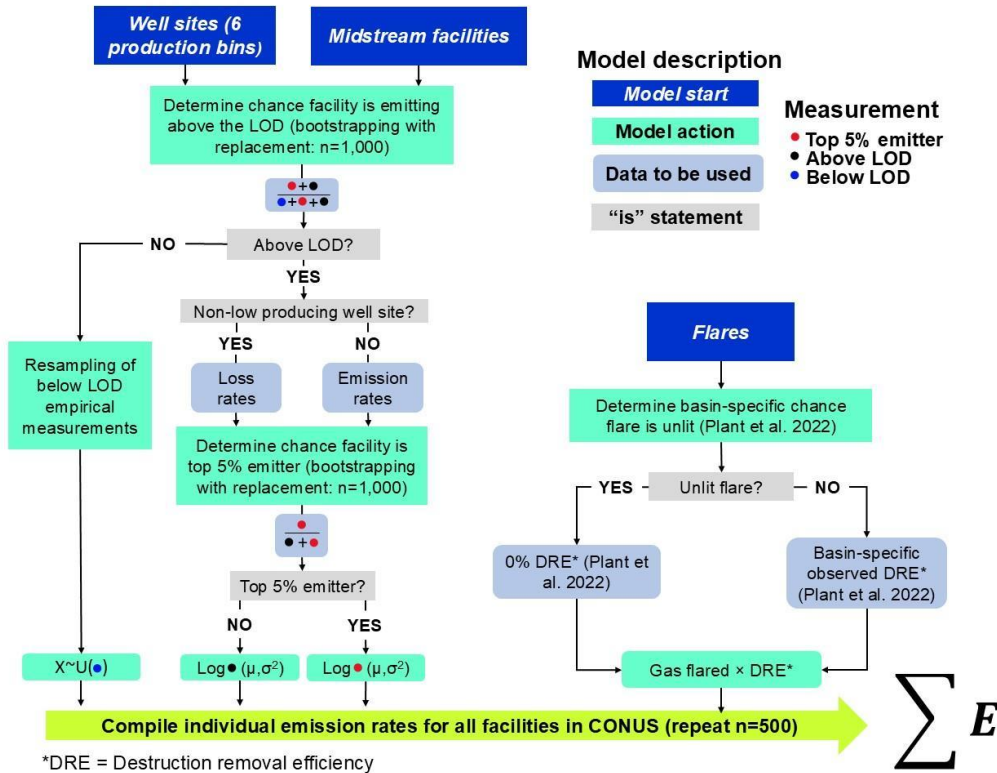 Well sites (6
production bins)
Midstream facilities
Determine chance facility is emitting
above the LOD (bootstrapping with
replacement: n=1,000)
+
+ +
Above LOD?
NO
YES
Non-low producing well site?
YES
NO
Resampling of
below LOD
empirical
measurements
Loss
rates
Emission
rates
Determine chance facility is
top 5% emitter (bootstrapping
with replacement: n=1,000)
+
Top 5% emitter?
NO
YES
X~U(●)
Log ● (μ,σ²)
Log ● (μ,σ²)
Model description
Model start
Model action
Data to be used
“is” statement
Measurement
Top 5% emitter
Above LOD
Below LOD
Flares
Determine basin-specific chance
flare is unlit (Plant et al. 2022)
YES
Unlit flare?
NO
0% DRE* (Plant et
al. 2022)
Basin-specific
observed DRE*
(Plant et al. 2022)
Gas flared × DRE*
Compile individual emission rates for all facilities in CONUS (repeat n=500)
∑ E
*DRE = Destruction removal efficiency